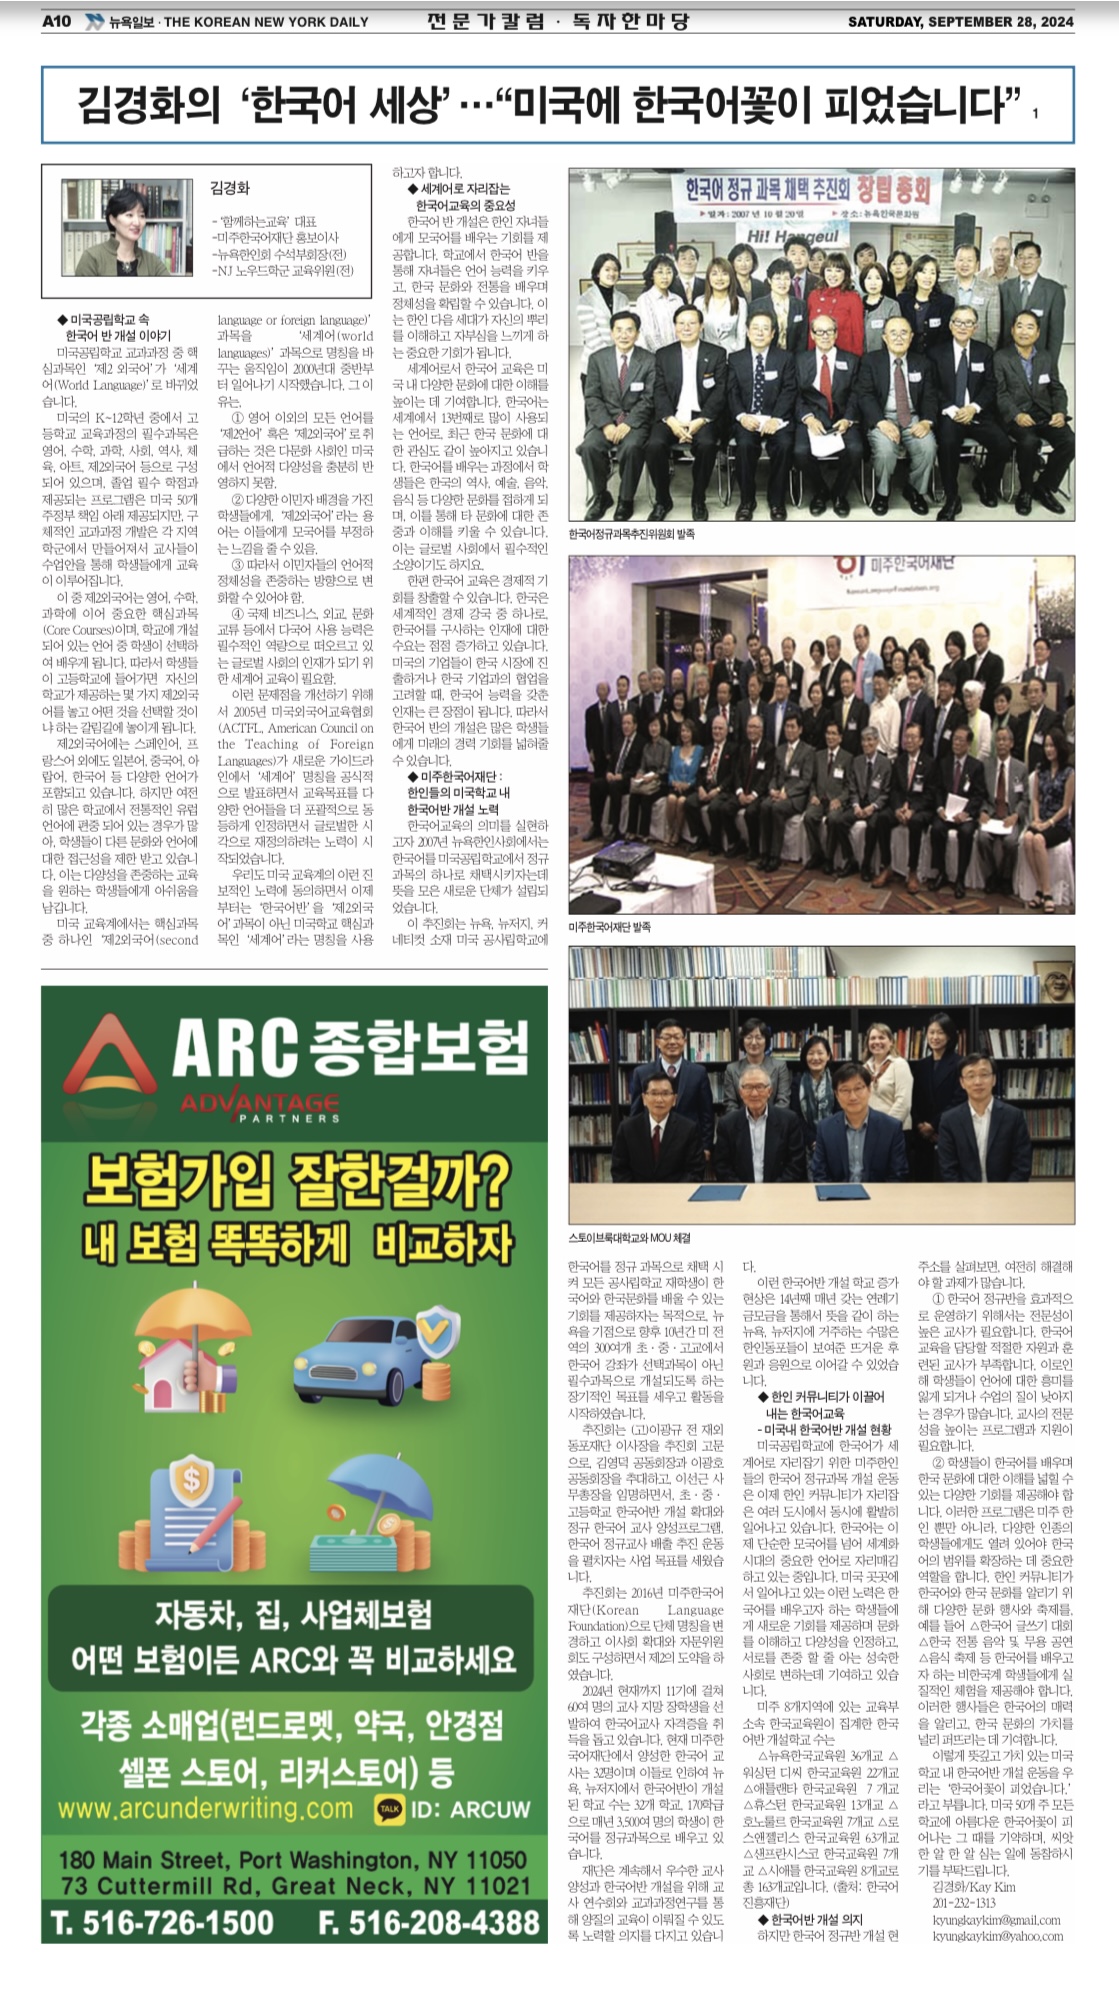 A10 뉴욕일보 · THE KOREAN NEW YORK DAILY
전문가칼럼 · 독자한마당
SATURDAY, SEPTEMBER 28, 2024
김경화의 ‘한국어 세상’ …“미국에 한국어꽃이 피었습니다” 1
김경화
- ‘함께하는교육’ 대표
-미주한국어재단 홍보이사
-뉴욕한인회 수석부회장(전)
-NJ 노우드학군 교육위원(전)
◆ 미국공립학교 속
한국어 반 개설 이야기
미국공립학교 교과과정 중 핵
심과목인 ‘제2 외국어’가 ‘세계
어(World Language)’로 바뀌었
습니다.
미국의 K~12학년 중에서 고
등학교 교육과정의 필수과목은
영어, 수학, 과학, 사회, 역사, 체
육, 아트, 제2외국어 등으로 구성
되어 있으며, 졸업 필수 학점과
제공되는 프로그램은 미국 50개
주정부 책임 아래 제공되지만, 구
체적인 교과과정 개발은 각 지역
학군에서 만들어져서 교사들이
수업안을 통해 학생들에게 교육
이 이루어집니다.
이 중 제2외국어는 영어, 수학,
과학에 이어 중요한 핵심과목
(Core Courses)이며, 학교에 개설
되어 있는 언어 중 학생이 선택하
여 배우게 됩니다. 따라서 학생들
이 고등학교에 들어가면 자신의
학교가 제공하는 몇 가지 제2외국
어를 놓고 어떤 것을 선택할 것이
냐 하는 갈림길에 놓이게 됩니다.
제2외국어에는 스페인어, 프
랑스어 외에도 일본어, 중국어, 아
랍어, 한국어 등 다양한 언어가
포함되고 있습니다. 하지만 여전
히 많은 학교에서 전통적인 유럽
언어에 편중 되어 있는 경우가 많
아, 학생들이 다른 문화와 언어에
대한 접근성을 제한 받고 있습니
다. 이는 다양성을 존중하는 교육
을 원하는 학생들에게 아쉬움을
남깁니다.
미국 교육계에서는 핵심과목
중 하나인 ‘제2외국어(second
language or foreign language)’
과목을 ‘세계어(world
languages)’ 과목으로 명칭을 바
꾸는 움직임이 2000년대 중반부
터 일어나기 시작했습니다. 그 이
유는,
① 영어 이외의 모든 언어를
‘제2언어’ 혹은 ‘제2외국어’로 취
급하는 것은 다문화 사회인 미국
에서 언어적 다양성을 충분히 반
영하지 못함.
② 다양한 이민자 배경을 가진
학생들에게, ‘제2외국어’라는 용
어는 이들에게 모국어를 부정하
는 느낌을 줄 수 있음.
③ 따라서 이민자들의 언어적
정체성을 존중하는 방향으로 변
화할 수 있어야 함.
④ 국제 비즈니스, 외교, 문화
교류 등에서 다국어 사용 능력은
필수적인 역량으로 떠오르고 있
는 글로벌 사회의 인재가 되기 위
한 세계어 교육이 필요함.
이런 문제점을 개선하기 위해
서 2005년 미국외국어교육협회
(ACTFL, American Council on
the Teaching of Foreign
Languages)가 새로운 가이드라
인에서 ‘세계어’ 명칭을 공식적
으로 발표하면서 교육목표를 다
양한 언어들을 더 포괄적으로 동
등하게 인정하면서 글로벌한 시
각으로 재정의하려는 노력이 시
작되었습니다.
우리도 미국 교육계의 이런 진
보적인 노력에 동의하면서 이제
부터는 ‘한국어반’을 ‘제2외국
어’과목이 아닌 미국학교 핵심과
목인 ‘세계어’라는 명칭을 사용
하고자 합니다.
◆ 세계어로 자리잡는
한국어교육의 중요성
한국어 반 개설은 한인 자녀들
에게 모국어를 배우는 기회를 제
공합니다. 학교에서 한국어 반을
통해 자녀들은 언어 능력을 키우
고, 한국 문화와 전통을 배우며
정체성을 확립할 수 있습니다. 이
는 한인 다음 세대가 자신의 뿌리
를 이해하고 자부심을 느끼게 하
는 중요한 기회가 됩니다.
세계어로서 한국어 교육은 미
국 내 다양한 문화에 대한 이해를
높이는 데 기여합니다. 한국어는
세계에서 13번째로 많이 사용되
는 언어로, 최근 한국 문화에 대
한 관심도 같이 높아지고 있습니
다. 한국어를 배우는 과정에서 학
생들은 한국의 역사, 예술, 음악,
음식 등 다양한 문화를 접하게 되
며, 이를 통해 타 문화에 대한 존
중과 이해를 키울 수 있습니다.
이는 글로벌 사회에서 필수적인
소양이기도 하지요.
한편 한국어 교육은 경제적 기
회를 창출할 수 있습니다. 한국은
세계적인 경제 강국 중 하나로,
한국어를 구사하는 인재에 대한
수요는 점점 증가하고 있습니다.
미국의 기업들이 한국 시장에 진
출하거나 한국 기업과의 협업을
고려할 때, 한국어 능력을 갖춘
인재는 큰 장점이 됩니다. 따라서
한국어 반의 개설은 많은 학생들
에게 미래의 경력 기회를 넓혀줄
수 있습니다.
◆ 미주한국어재단 :
한인들의 미국학교 내
한국어반 개설 노력
한국어교육의 의미를 실현하
고자 2007년 뉴욕한인사회에서는
한국어를 미국공립학교에서 정규
과목의 하나로 채택시키자는데
뜻을 모은 새로운 단체가 설립되
었습니다.
이 추진회는 뉴욕, 뉴저지, 커
네티컷 소재 미국 공사립학교에
한국어 정규 과목 채택 추진회 창립 총회
▶일자: 2007년 10월 20일 ▶장소: 뉴욕한국문화원
Hi! Hangeul
한국어정규과목추진위원회 발족
미주한국어재단
KoreanLanguageFoundation.org
미주한국어재단 발족
스토이브룩대학교와 MOU 체결
한국어를 정규 과목으로 채택 시
켜 모든 공사립학교 재학생이 한
국어와 한국문화를 배울 수 있는
기회를 제공하자는 목적으로, 뉴
욕을 기점으로 향후 10년간 미 전
역의 300여개 초·중·고교에서
한국어 강좌가 선택과목이 아닌
필수과목으로 개설되도록 하는
장기적인 목표를 세우고 활동을
시작하였습니다.
추진회는 (고)이광규 전 재외
동포재단 이사장을 추진회 고문
으로, 김영덕 공동회장과 이광호
공동회장을 추대하고, 이선근 사
무총장을 임명하면서, 초·중·
고등학교 한국어반 개설 확대와
정규 한국어 교사 양성프로그램,
한국어 정규교사 배출 추진 운동
을 펼치자는 사업 목표를 세웠습
니다.
추진회는 2016년 미주한국어
재단(Korean Language
Foundation)으로 단체 명칭을 변
경하고 이사회 확대와 자문위원
회도 구성하면서 제2의 도약을 하
였습니다.
2024년 현재까지 11기에 걸쳐
60여 명의 교사 지망 장학생을 선
발하여 한국어교사 자격증을 취
득을 돕고 있습니다. 현재 미주한
국어재단에서 양성한 한국어 교
사는 32명이며 이들로 인하여 뉴
욕, 뉴저지에서 한국어반이 개설
된 학교 수는 32개 학교, 170학급
으로 매년 3,500여 명의 학생이 한
국어를 정규과목으로 배우고 있
습니다.
재단은 계속해서 우수한 교사
양성과 한국어반 개설을 위해 교
사 연수회와 교과과정연구를 통
해 양질의 교육이 이뤄질 수 있도
록 노력할 의지를 다지고 있습니
다.
이런 한국어반 개설 학교 증가
현상은 14년째 매년 갖는 연례기
금모금을 통해서 뜻을 같이 하는
뉴욕, 뉴저지에 거주하는 수많은
한인동포들이 보여준 뜨거운 후
원과 응원으로 이어갈 수 있었습
니다.
◆ 한인 커뮤니티가 이끌어
내는 한국어교육
- 미국내 한국어반 개설 현황
미국공립학교에 한국어가 세
계어로 자리잡기 위한 미주한인
들의 한국어 정규과목 개설 운동
은 이제 한인 커뮤니티가 자리잡
은 여러 도시에서 동시에 활발히
일어나고 있습니다. 한국어는 이
제 단순한 모국어를 넘어 세계화
시대의 중요한 언어로 자리매김
하고 있는 중입니다. 미국 곳곳에
서 일어나고 있는 이런 노력은 한
국어를 배우고자 하는 학생들에
게 새로운 기회를 제공하며 문화
를 이해하고 다양성을 인정하고,
서로를 존중 할 줄 아는 성숙한
사회로 변하는데 기여하고 있습
니다.
미주 8개지역에 있는 교육부
소속 한국교육원이 집계한 한국
어반 개설학교 수는
△뉴욕한국교육원 36개교 △
워싱턴 디씨 한국교육원 22개교
△애틀랜타 한국교육원 7 개교
△휴스턴 한국교육원 13개교 △
호노룰르 한국교육원 7개교 △로
스앤젤리스 한국교육원 63개교
△샌프란시스코 한국교육원 7개
교 △시애틀 한국교육원 8개교로
총 163개교입니다. (출처: 한국어
진흥재단)
◆ 한국어반 개설 의지
하지만 한국어 정규반 개설 현
주소를 살펴보면, 여전히 해결해
야 할 과제가 많습니다.
① 한국어 정규반을 효과적으
로 운영하기 위해서는 전문성이
높은 교사가 필요합니다. 한국어
교육을 담당할 적절한 자원과 훈
련된 교사가 부족합니다. 이로인
해 학생들이 언어에 대한 흥미를
잃게 되거나 수업의 질이 낮아지
는 경우가 많습니다. 교사의 전문
성을 높이는 프로그램과 지원이
필요합니다.
② 학생들이 한국어를 배우며
한국 문화에 대한 이해를 넓힐 수
있는 다양한 기회를 제공해야 합
니다. 이러한 프로그램은 미주 한
인 뿐만 아니라, 다양한 인종의
학생들에게도 열려 있어야 한국
어의 범위를 확장하는 데 중요한
역할을 합니다. 한인 커뮤니티가
한국어와 한국 문화를 알리기 위
해 다양한 문화 행사와 축제를,
예를 들어 △한국어 글쓰기 대회
△한국 전통 음악 및 무용 공연
△음식 축제 등 한국어를 배우고
자 하는 비한국계 학생들에게 실
질적인 체험을 제공해야 합니다.
이러한 행사들은 한국어의 매력
을 알리고, 한국 문화의 가치를
널리 퍼뜨리는 데 기여합니다.
이렇게 뜻깊고 가치 있는 미국
학교 내 한국어반 개설 운동을 우
리는 ‘한국어꽃이 피었습니다.’
라고 부릅니다. 미국 50개 주 모든
학교에 아름다운 한국어꽃이 피
어나는 그 때를 기약하며, 씨앗
한 알 한 알 심는 일에 동참하시
기를 부탁드립니다.
김경화/Kay Kim
201-232-1313
kyungkaykim@gmail.com
kyungkaykim@yahoo.com
ARC 종합보험
ADVANTAGE
PARTNERS
보험가입 잘한걸까?
내 보험 똑똑하게 비교하자
자동차, 집, 사업체보험
어떤 보험이든 ARC와 꼭 비교하세요
각종 소매업(런드로멧, 약국, 안경점
셀폰 스토어, 리커스토어) 등
www.arcunderwriting.com TALK ID: ARCUW
180 Main Street, Port Washington, NY 11050
73 Cuttermill Rd, Great Neck, NY 11021
T. 516-726-1500 F. 516-208-4388